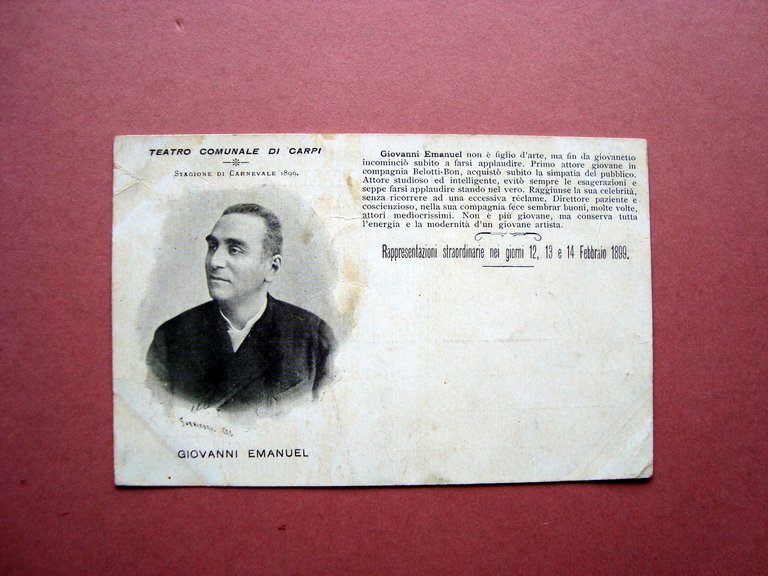 TEATRO COMUNALE DI CARPI
STAGIONE DI CARNEVALE 1899.
GIOVANNI EMANUEL
Giovanni Emanuel non è figlio d'arte, ma fin da giovanetto
incominciò subito a farsi applaudire. Primo attore giovane in
compagnia Belotti-Bon, acquistò subito la simpatia del pubblico.
Attore studioso ed intelligente, evitò sempre le esagerazioni e
seppe farsi applaudire stando nel vero. Raggiunse la sua celebrità,
senza ricorrere ad una eccessiva réclame. Direttore paziente e
coscienzioso, nella sua compagnia fece sembrar buoni, molte volte,
attori mediocrissimi. Non è più giovane, ma conserva tutta
l'energia e la modernità d'un giovane artista.
Rappresentazioni straordinarie nei giorni 12, 13 e 14 Febbraio 1899.